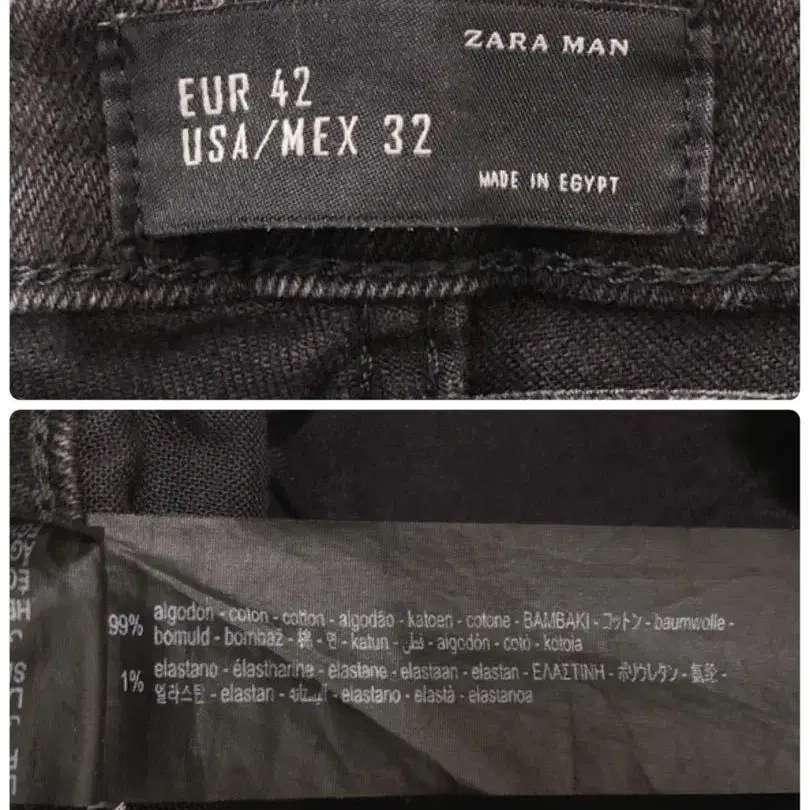 ZARA MAN
EUR 42
USA/MEX 32
MADE IN EGYPT
99% algodón - coton - cotton - algodão - katoen - cotone - ΒΑΜΒΑΚΙ - コットン - baumwolle -
bomuld - bombaž - 棉 - 면 - katun - قطن - algodón - cotó - kotoia
1% elastano - élasthanne - elastane - elastaan - elastan - ΕΛΑΣΤΙΝΗ - ポリウレタン - 氨纶 -
엘라스탄 - elastan - elastano - elastà - elastanoa